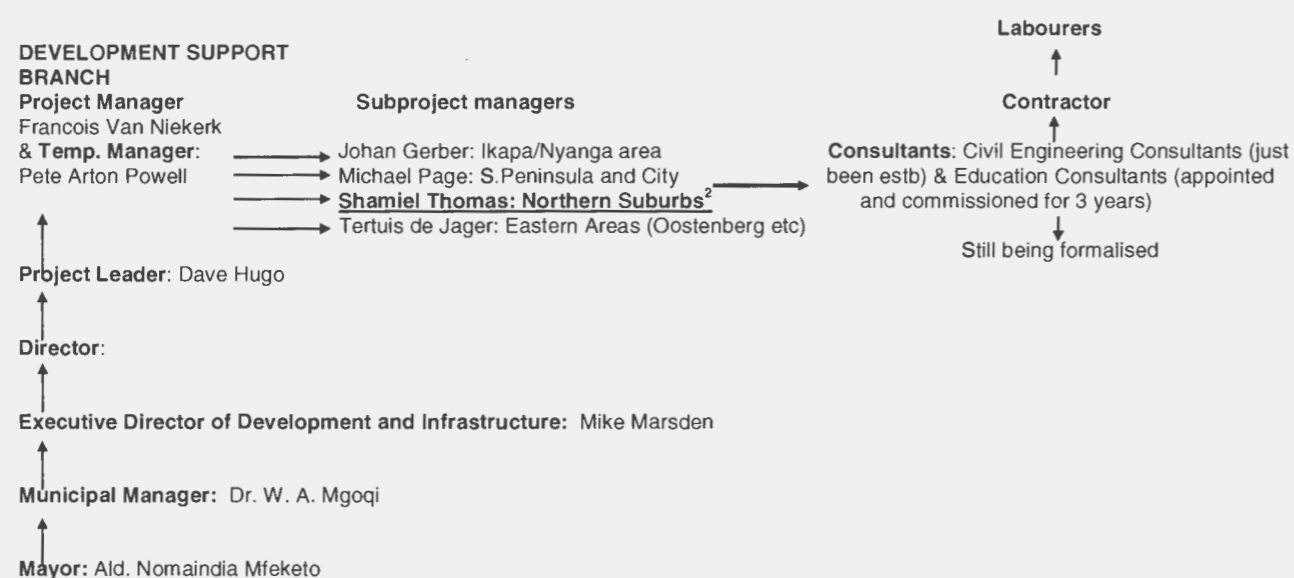 DEVELOPMENT SUPPORT
BRANCH
Project Manager
Francois Van Niekerk
& Temp. Manager:
Pete Arton Powell
Subproject managers
Johan Gerber: Ikapa/Nyanga area
Michael Page: S.Peninsula and City
Shamiel Thomas: Northern Suburbs²
Tertuis de Jager: Eastern Areas (Oostenberg etc)
Labourers
Contractor
Consultants: Civil Engineering Consultants (just
been estb) & Education Consultants (appointed
and commissioned for 3 years)
Still being formalised
Project Leader: Dave Hugo
Director:
Executive Director of Development and Infrastructure: Mike Marsden
Municipal Manager: Dr. W. A. Mgoqi
Mayor: Ald. Nomaindia Mfeketo